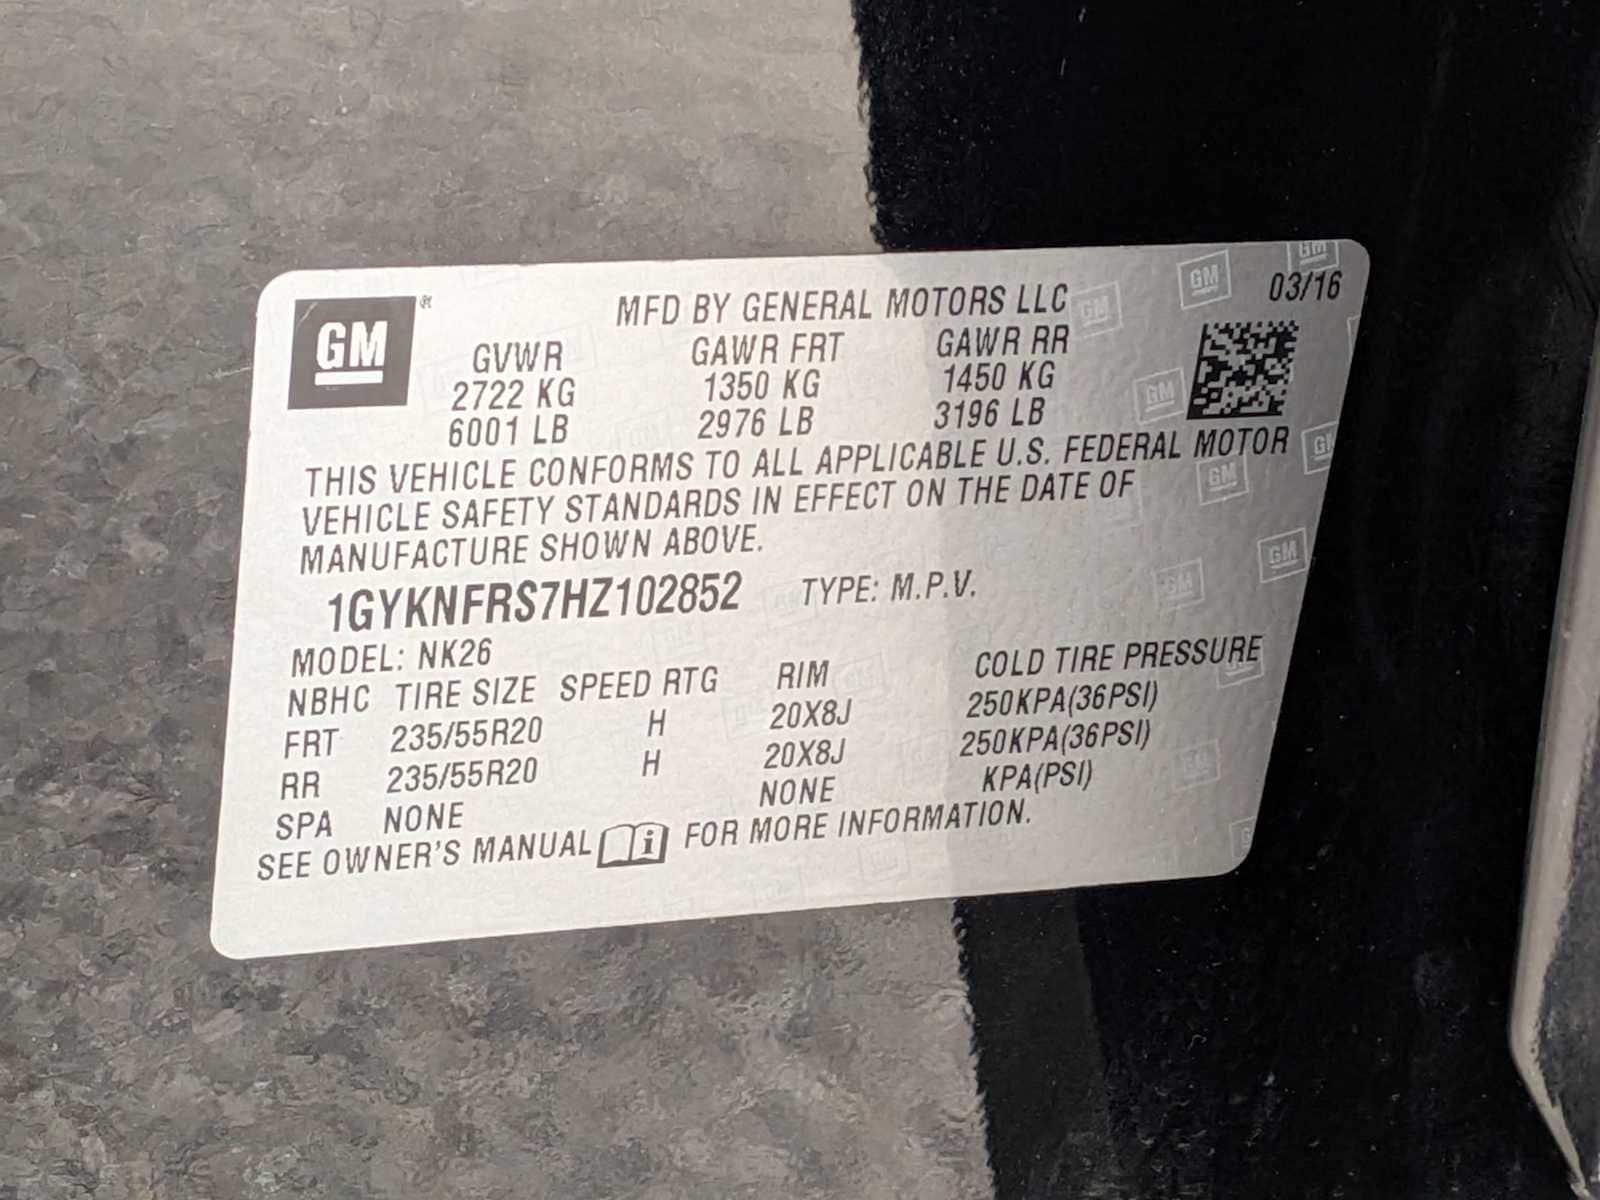 GM®
MFD BY GENERAL MOTORS LLC 03/16
GVWR GAWR FRT GAWR RR
2722 KG 1350 KG 1450 KG
6001 LB 2976 LB 3196 LB
THIS VEHICLE CONFORMS TO ALL APPLICABLE U.S. FEDERAL MOTOR
VEHICLE SAFETY STANDARDS IN EFFECT ON THE DATE OF
MANUFACTURE SHOWN ABOVE.
1GYKNFRS7HZ102852 TYPE: M.P.V.
MODEL: NK26
NBHC TIRE SIZE SPEED RTG RIM COLD TIRE PRESSURE
FRT 235/55R20 H 20X8J 250KPA(36PSI)
RR 235/55R20 H 20X8J 250KPA(36PSI)
SPA NONE NONE KPA(PSI)
SEE OWNER'S MANUAL i FOR MORE INFORMATION.